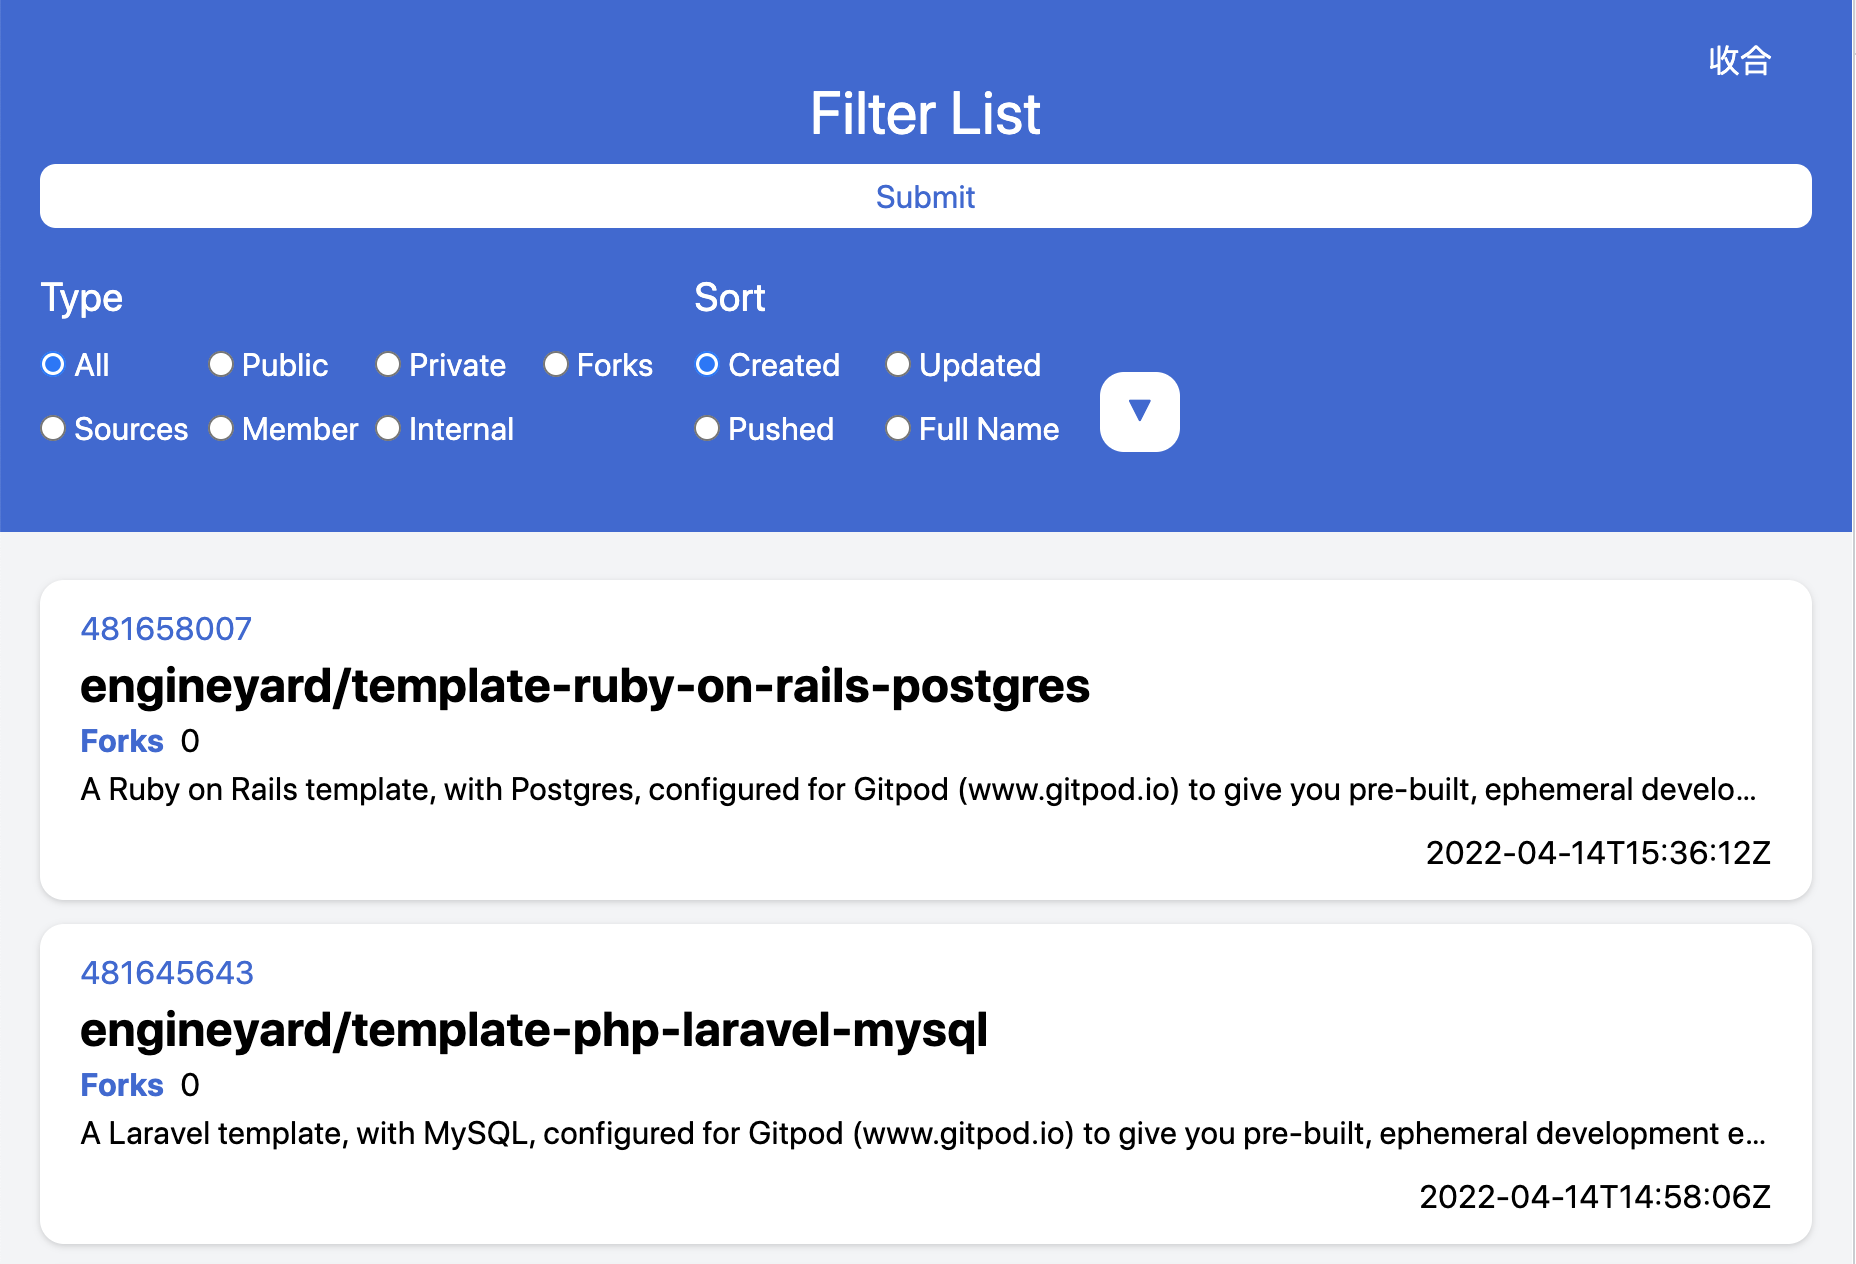 收合
Filter List
Submit
Type
All Public Private Forks
Sources Member Internal
Sort
Created Updated
Pushed Full Name
▼
481658007
engineyard/template-ruby-on-rails-postgres
Forks 0
A Ruby on Rails template, with Postgres, configured for Gitpod (www.gitpod.io) to give you pre-built, ephemeral develo...
2022-04-14T15:36:12Z
481645643
engineyard/template-php-laravel-mysql
Forks 0
A Laravel template, with MySQL, configured for Gitpod (www.gitpod.io) to give you pre-built, ephemeral development e...
2022-04-14T14:58:06Z